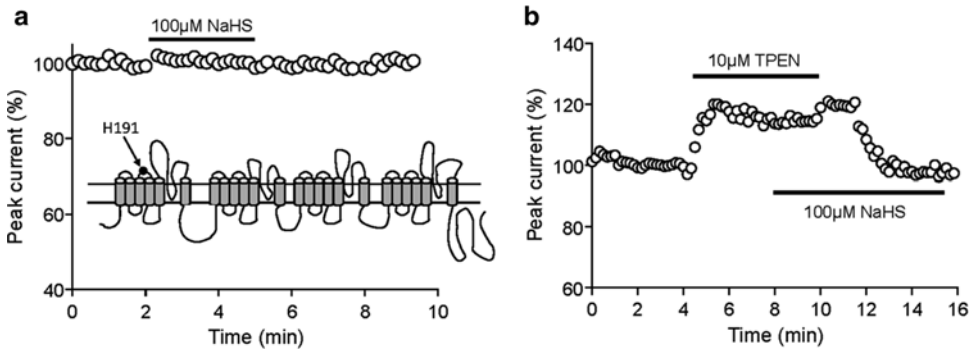 a
100µM NaHS
Peak current (%)
100
80
60
40
H191
0 2 4 6 8 10
Time (min)
b
Peak current (%)
140
120
100
80
60
10µM TPEN
100µM NaHS
0 2 4 6 8 10 12 14 16
Time (min)